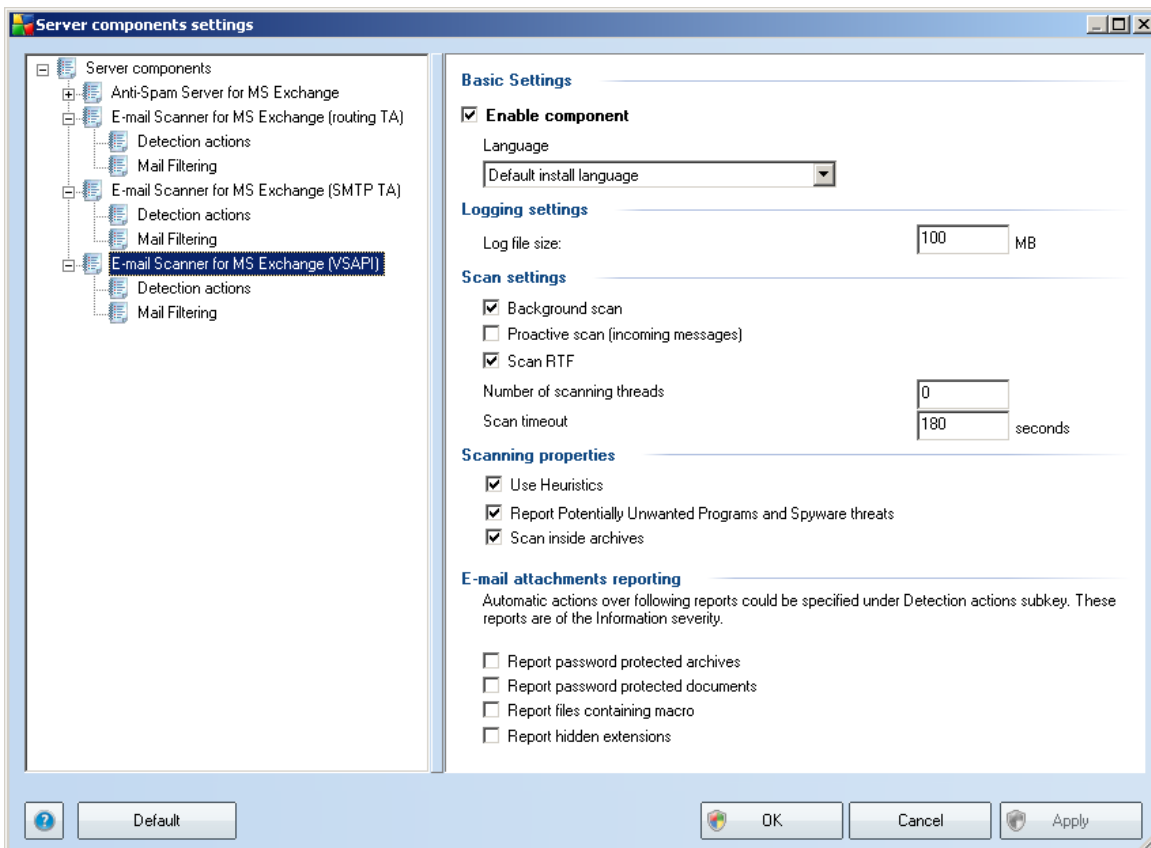 Server components settings
Server components
Anti-Spam Server for MS Exchange
E-mail Scanner for MS Exchange (routing TA)
Detection actions
Mail Filtering
E-mail Scanner for MS Exchange (SMTP TA)
Detection actions
Mail Filtering
E-mail Scanner for MS Exchange (VSAPI)
Detection actions
Mail Filtering
Basic Settings
Enable component
Language
Default install language
Logging settings
Log file size: 100 MB
Scan settings
Background scan
Proactive scan (incoming messages)
Scan RTF
Number of scanning threads 0
Scan timeout 180 seconds
Scanning properties
Use Heuristics
Report Potentially Unwanted Programs and Spyware threats
Scan inside archives
E-mail attachments reporting
Automatic actions over following reports could be specified under Detection actions subkey. These
reports are of the Information severity.
Report password protected archives
Report password protected documents
Report files containing macro
Report hidden extensions
? Default OK Cancel Apply